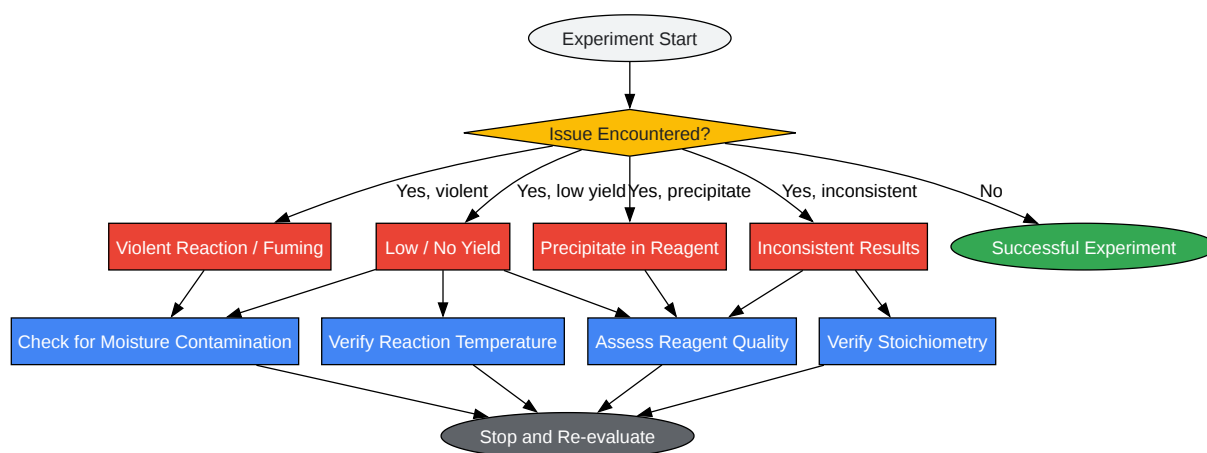 Experiment Start
Issue Encountered?
Yes, violent
Yes, low yield
Yes, precipitate
Yes, inconsistent
No
Violent Reaction / Fuming
Low / No Yield
Precipitate in Reagent
Inconsistent Results
Successful Experiment
Check for Moisture Contamination
Verify Reaction Temperature
Assess Reagent Quality
Verify Stoichiometry
Stop and Re-evaluate